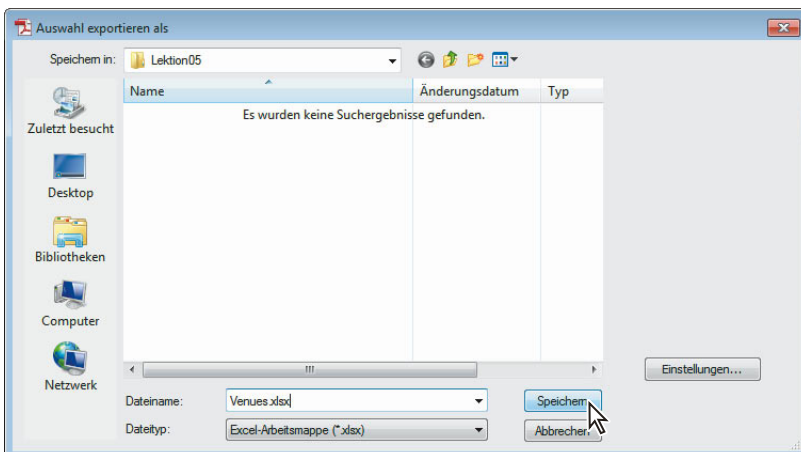 Auswahl exportieren als
Speichern in: Lektion05
Name Änderungsdatum Typ
Es wurden keine Suchergebnisse gefunden.
Zuletzt besucht
Desktop
Bibliotheken
Computer
Netzwerk
Einstellungen...
Dateiname: Venues.xlsx Speichern
Dateityp: Excel-Arbeitsmappe (*.xlsx) Abbrechen